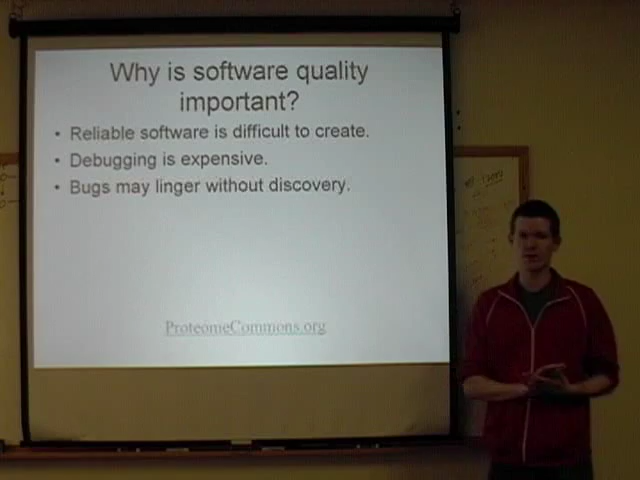 Why is software quality
important?
• Reliable software is difficult to create.
• Debugging is expensive.
• Bugs may linger without discovery.
ProteomeCommons.org